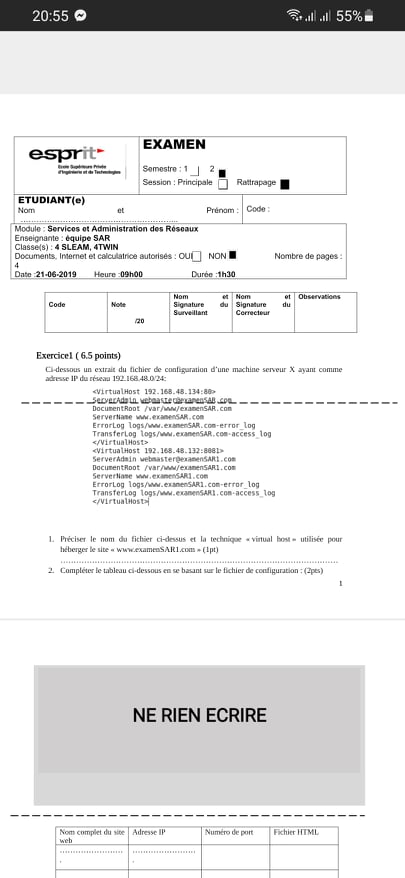 20:55
55%
esprit
Ecole Supérieure Privée
d'Ingénierie et de Technologies
EXAMEN
Semestre : 1 2
Session : Principale Rattrapage
ETUDIANT(e)
Nom et Prénom :
Code :
Module : Services et Administration des Réseaux
Enseignante : équipe SAR
Classe(s) : 4 SLEAM, 4TWIN
Documents, Internet et calculatrice autorisés : OUI NON Nombre de pages :
4
Date :21-06-2019 Heure :09h00 Durée :1h30
Code
Note
/20
Nom et
Signature du
Surveillant
Nom et
Signature du
Correcteur
Observations
Exercice1 ( 6.5 points)
Ci-dessous un extrait du fichier de configuration d'une machine serveur X ayant comme
adresse IP du réseau 192.168.48.0/24:
<VirtualHost 192.168.48.134:80>
ServerAdmin webmaster@examenSAR.com
DocumentRoot /var/www/examenSAR.com
ServerName www.examenSAR.com
ErrorLog logs/www.examenSAR.com-error_log
TransferLog logs/www.examenSAR.com-access_log
</VirtualHost>
<VirtualHost 192.168.48.132:8081>
ServerAdmin webmaster@examenSAR1.com
DocumentRoot /var/www/examenSAR1.com
ServerName www.examenSAR1.com
ErrorLog logs/www.examenSAR1.com-error_log
TransferLog logs/www.examenSAR1.com-access_log
</VirtualHost>
1. Préciser le nom du fichier ci-dessus et la technique « virtual host » utilisée pour
héberger le site « www.examenSAR1.com » (1pt)
2. Compléter le tableau ci-dessous en se basant sur le fichier de configuration : (2pts)
1
NE RIEN ECRIRE
Nom complet du site
web
Adresse IP
Numéro de port
Fichier HTML